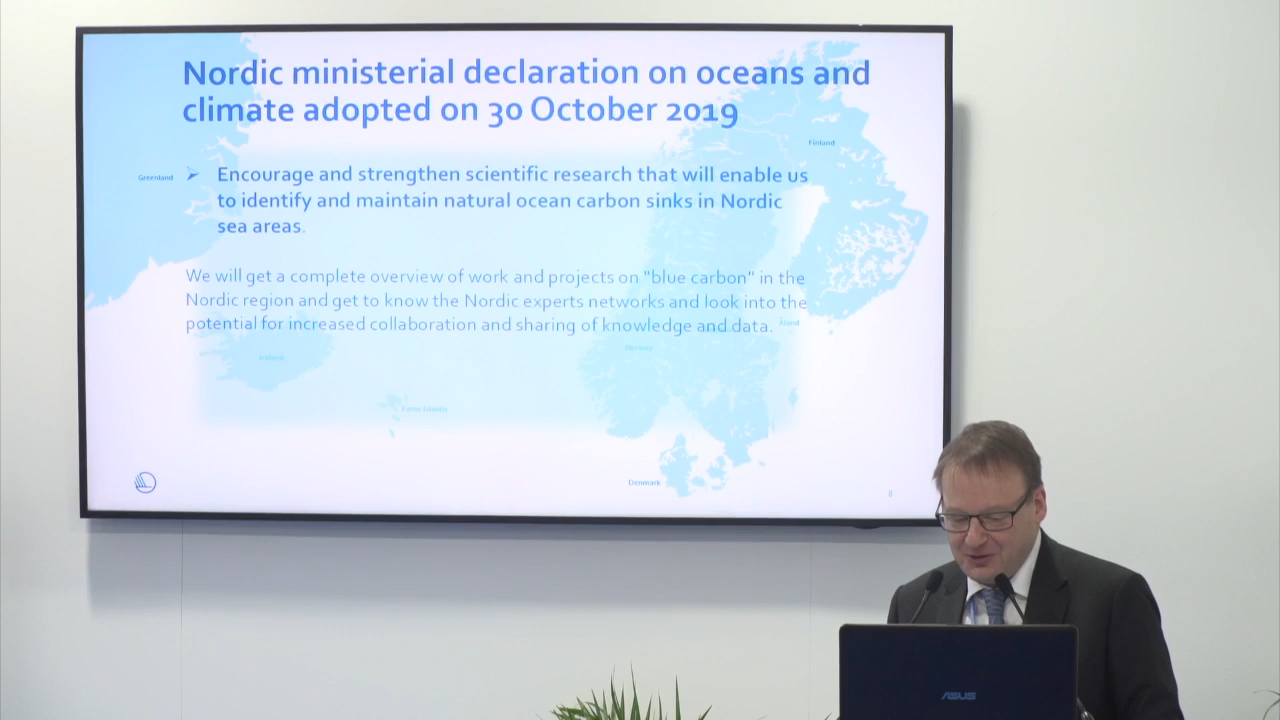 Nordic ministerial declaration on oceans and
climate adopted on 30 October 2019
Finland
Greenland
➤ Encourage and strengthen scientific research that will enable us
to identify and maintain natural ocean carbon sinks in Nordic
sea areas.
We will get a complete overview of work and projects on "blue carbon" in the
Nordic region and get to know the Nordic experts networks and look into the
potential for increased collaboration and sharing of knowledge and data.
Åland
Norway
Iceland
Faroe Islands
Denmark
8
ASUS